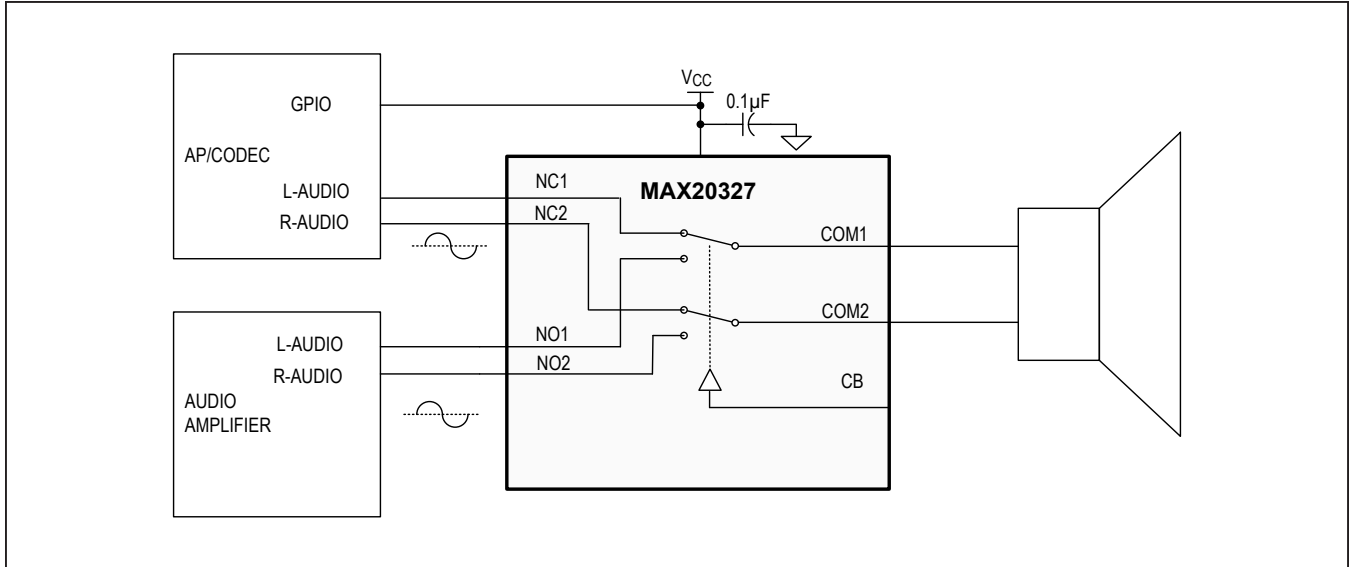 GPIO
AP/CODEC
L-AUDIO
R-AUDIO
VCC
0.1µF
MAX20327
NC1
NC2
COM1
COM2
NO1
NO2
CB
L-AUDIO
R-AUDIO
AUDIO
AMPLIFIER